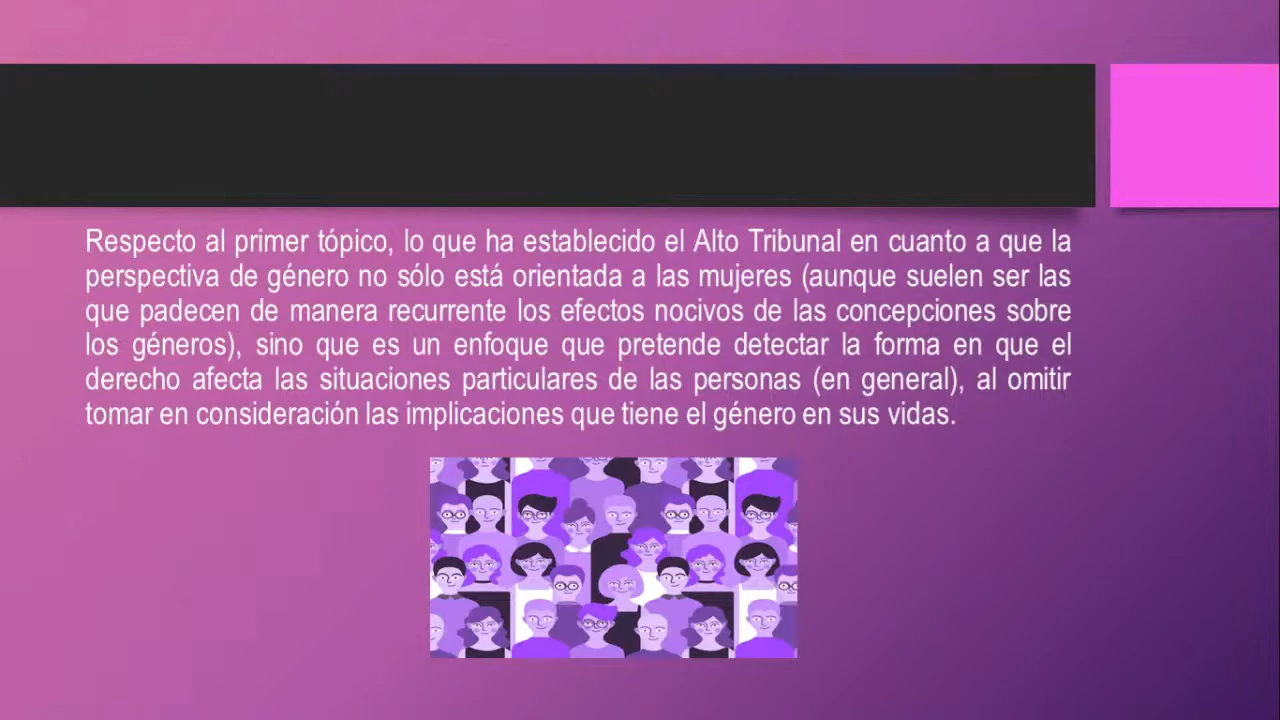 Respecto al primer tópico, lo que ha establecido el Alto Tribunal en cuanto a que la
perspectiva de género no sólo está orientada a las mujeres (aunque suelen ser las
que padecen de manera recurrente los efectos nocivos de las concepciones sobre
los géneros), sino que es un enfoque que pretende detectar la forma en que el
derecho afecta las situaciones particulares de las personas (en general), al omitir
tomar en consideración las implicaciones que tiene el género en sus vidas.